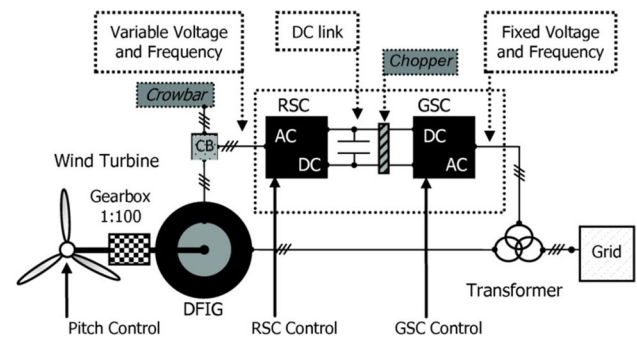 Variable Voltage
and Frequency
DC link
Fixed Voltage
and Frequency
Chopper
Crowbar
RSC
GSC
CB
AC
DC
DC
AC
Wind Turbine
Gearbox
1:100
Grid
DFIG
Transformer
Pitch Control
RSC Control
GSC Control